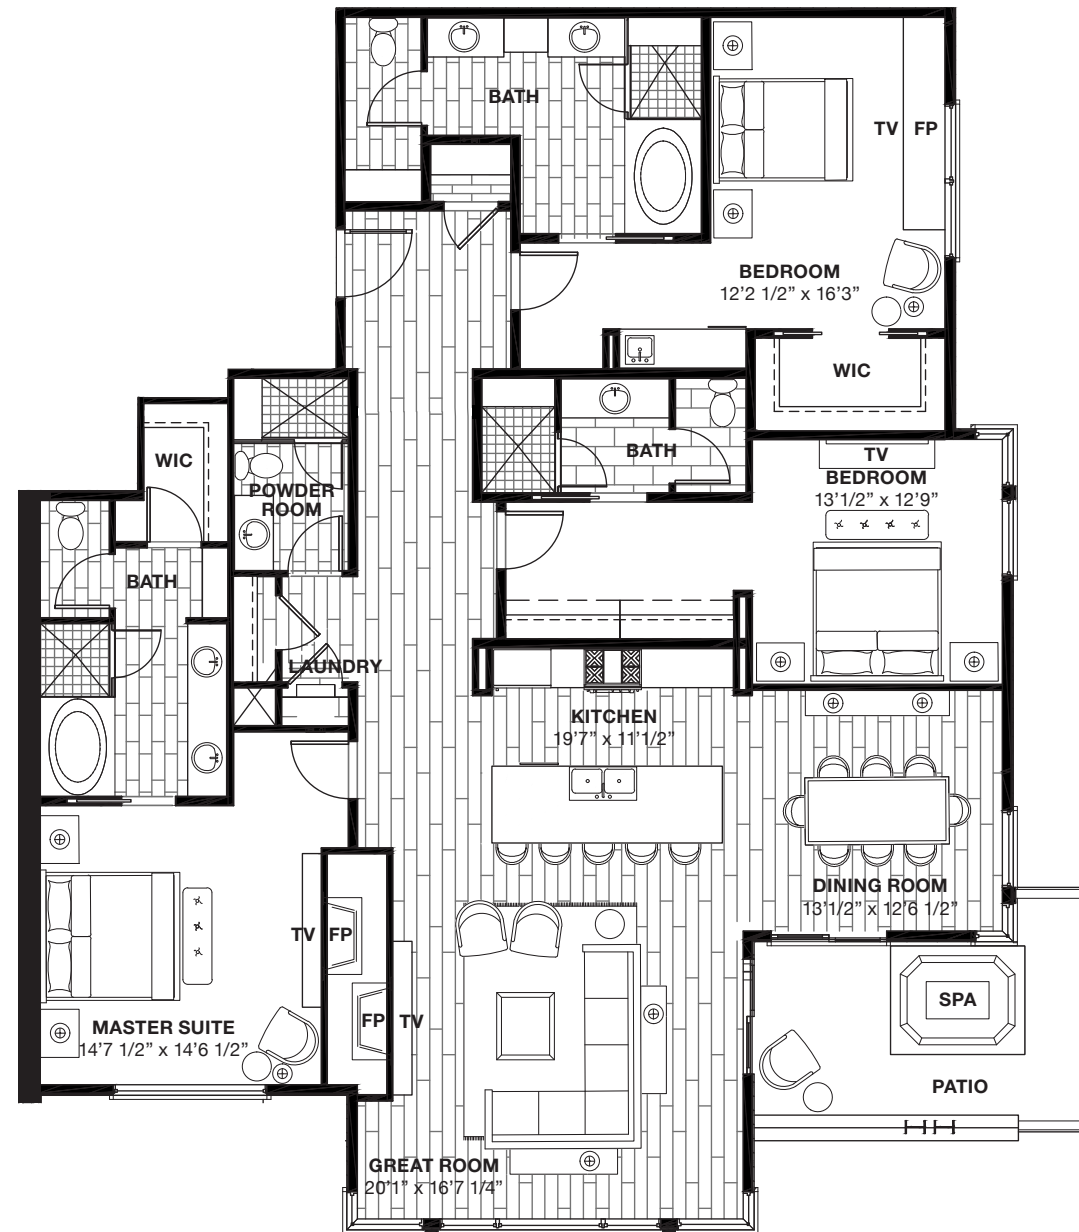 BATH
TV FP
BEDROOM
12’2 1/2” x 16’3”
WIC
BATH
TV
BEDROOM
13’1/2” x 12’9”
WIC
POWDER
ROOM
BATH
LAUNDRY
KITCHEN
19’7” x 11’1/2”
DINING ROOM
13’1/2” x 12’6 1/2”
TV FP
FP TV
MASTER SUITE
14’7 1/2” x 14’6 1/2”
SPA
PATIO
GREAT ROOM
20’1” x 16’7 1/4”